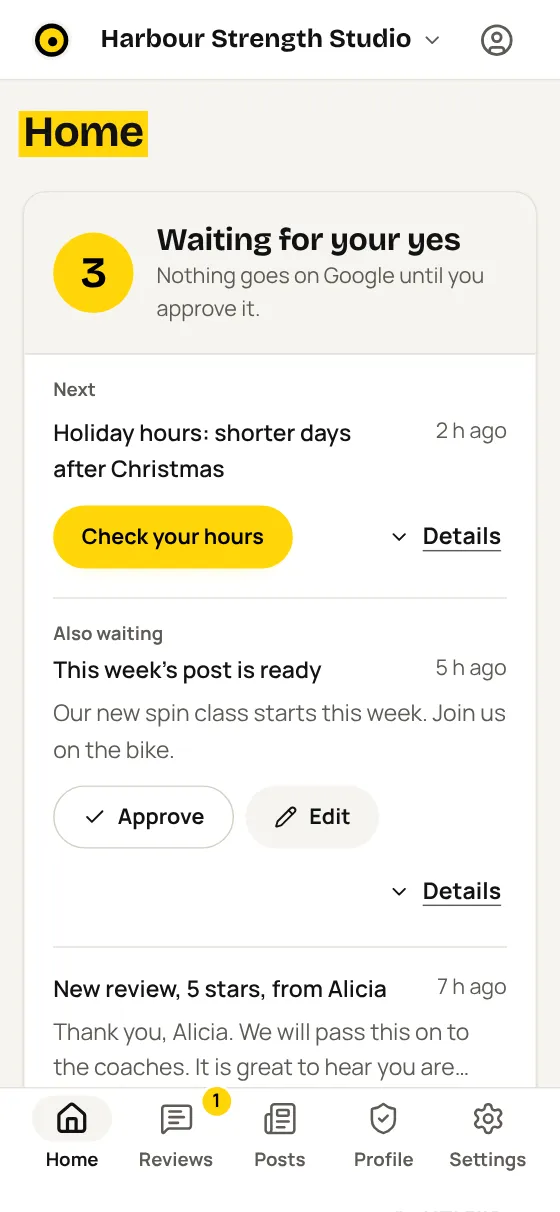 Harbour Strength Studio
Home
3
Waiting for your yes
Nothing goes on Google until you
approve it.
Next
Holiday hours: shorter days
after Christmas
2 h ago
Check your hours
Details
Also waiting
This week's post is ready
5 h ago
Our new spin class starts this week. Join us
on the bike.
Approve
Edit
Details
New review, 5 stars, from Alicia
7 h ago
Thank you, Alicia. We will pass this on to
the coaches. It is great to hear you are…
1
Home
Reviews
Posts
Profile
Settings